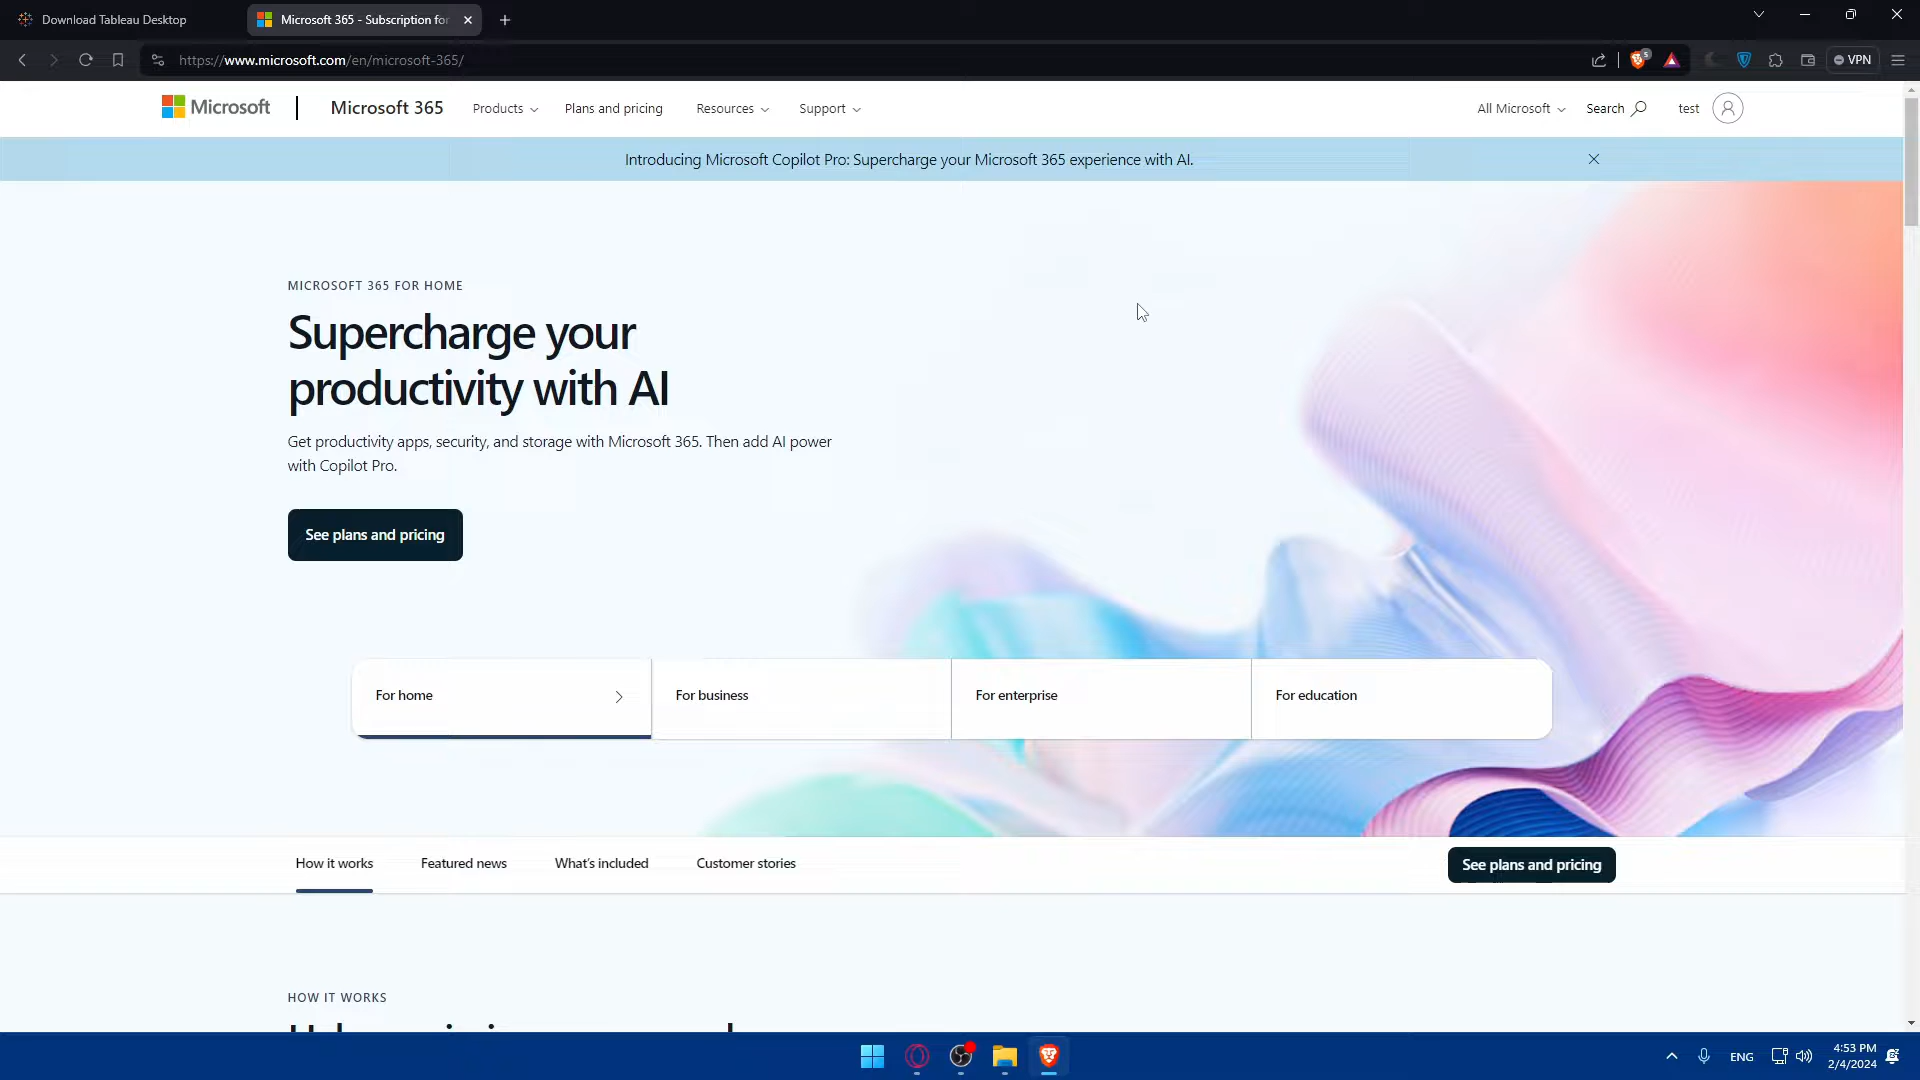 Download Tableau Desktop
Microsoft 365 - Subscription for
https://www.microsoft.com/en/microsoft-365/
5
VPN
Microsoft
Microsoft 365
Products
Plans and pricing
Resources
Support
All Microsoft
Search
test
Introducing Microsoft Copilot Pro: Supercharge your Microsoft 365 experience with AI.
MICROSOFT 365 FOR HOME
Supercharge your
productivity with AI
Get productivity apps, security, and storage with Microsoft 365. Then add AI power
with Copilot Pro.
See plans and pricing
For home
For business
For enterprise
For education
How it works
Featured news
What's included
Customer stories
See plans and pricing
HOW IT WORKS
ENG
4:53 PM
2/4/2024